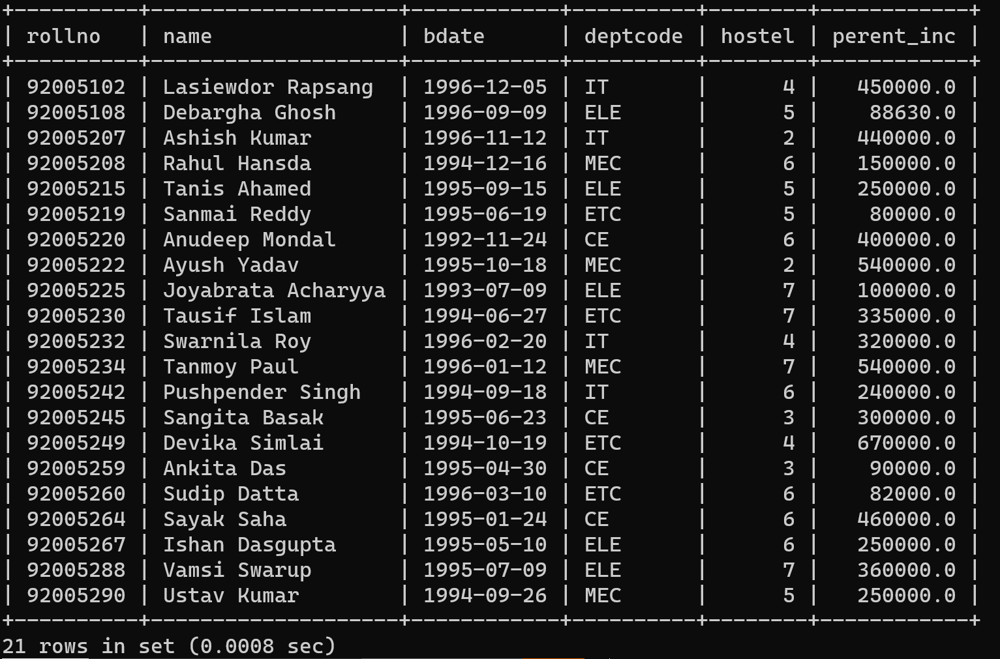 +----------+--------------------+------------+----------+--------+------------+
| rollno   | name               | bdate      | deptcode | hostel | perent_inc |
+----------+--------------------+------------+----------+--------+------------+
| 92005102 | Lasiewdor Rapsang  | 1996-12-05 | IT       |      4 |   450000.0 |
| 92005108 | Debargha Ghosh     | 1996-09-09 | ELE      |      5 |    88630.0 |
| 92005207 | Ashish Kumar       | 1996-11-12 | IT       |      2 |   440000.0 |
| 92005208 | Rahul Hansda       | 1994-12-16 | MEC      |      6 |   150000.0 |
| 92005215 | Tanis Ahamed       | 1995-09-15 | ELE      |      5 |   250000.0 |
| 92005219 | Sanmai Reddy       | 1995-06-19 | ETC      |      5 |    80000.0 |
| 92005220 | Anudeep Mondal     | 1992-11-24 | CE       |      6 |   400000.0 |
| 92005222 | Ayush Yadav        | 1995-10-18 | MEC      |      2 |   540000.0 |
| 92005225 | Joyabrata Acharyya | 1993-07-09 | ELE      |      7 |   100000.0 |
| 92005230 | Tausif Islam       | 1994-06-27 | ETC      |      7 |   335000.0 |
| 92005232 | Swarnila Roy       | 1996-02-20 | IT       |      4 |   320000.0 |
| 92005234 | Tanmoy Paul        | 1996-01-12 | MEC      |      7 |   540000.0 |
| 92005242 | Pushpender Singh   | 1994-09-18 | IT       |      6 |   240000.0 |
| 92005245 | Sangita Basak      | 1995-06-23 | CE       |      3 |   300000.0 |
| 92005249 | Devika Simlai      | 1994-10-19 | ETC      |      4 |   670000.0 |
| 92005259 | Ankita Das         | 1995-04-30 | CE       |      3 |    90000.0 |
| 92005260 | Sudip Datta        | 1996-03-10 | ETC      |      6 |    82000.0 |
| 92005264 | Sayak Saha         | 1995-01-24 | CE       |      6 |   460000.0 |
| 92005267 | Ishan Dasgupta     | 1995-05-10 | ELE      |      6 |   250000.0 |
| 92005288 | Vamsi Swarup       | 1995-07-09 | ELE      |      7 |   360000.0 |
| 92005290 | Ustav Kumar        | 1994-09-26 | MEC      |      5 |   250000.0 |
+----------+--------------------+------------+----------+--------+------------+
21 rows in set (0.0008 sec)